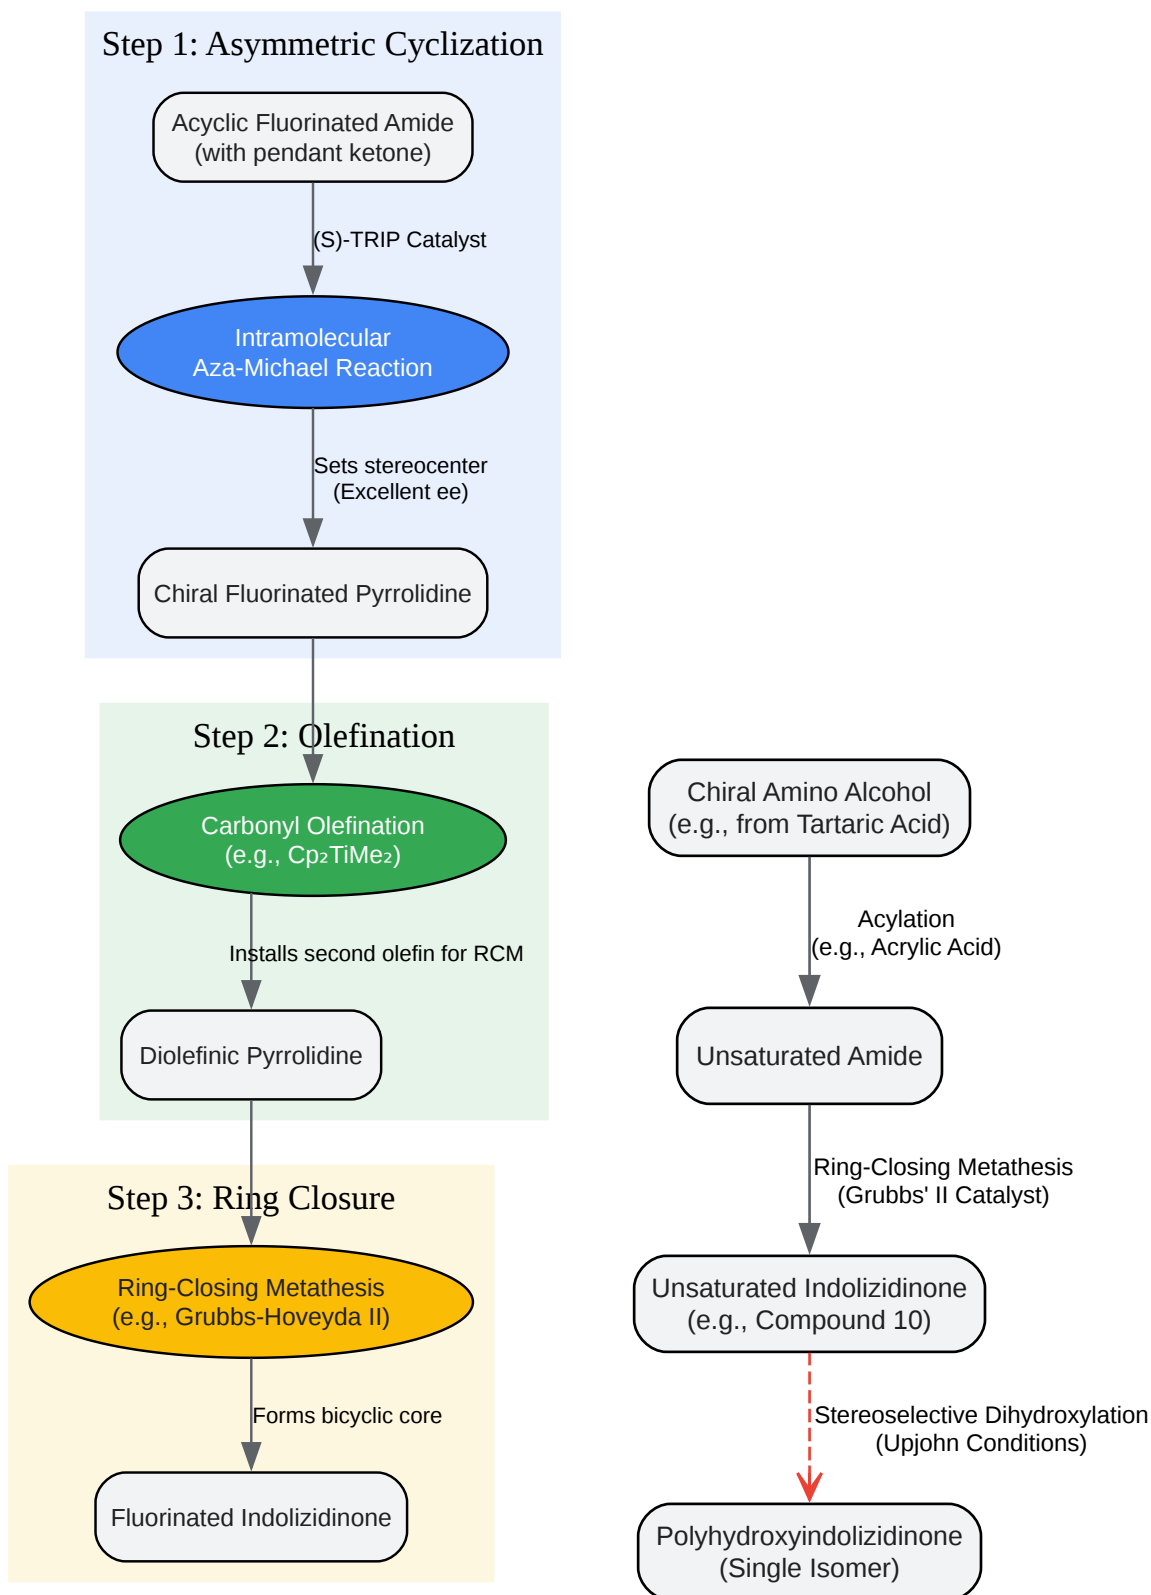 Step 1: Asymmetric Cyclization
Acyclic Fluorinated Amide
(with pendant ketone)
(S)-TRIP Catalyst
Intramolecular
Aza-Michael Reaction
Sets stereocenter
(Excellent ee)
Chiral Fluorinated Pyrrolidine
Step 2: Olefination
Carbonyl Olefination
(e.g., Cp₂TiMe₂)
Installs second olefin for RCM
Diolefinic Pyrrolidine
Step 3: Ring Closure
Ring-Closing Metathesis
(e.g., Grubbs-Hoveyda II)
Forms bicyclic core
Fluorinated Indolizidinone
Chiral Amino Alcohol
(e.g., from Tartaric Acid)
Acylation
(e.g., Acrylic Acid)
Unsaturated Amide
Ring-Closing Metathesis
(Grubbs' II Catalyst)
Unsaturated Indolizidinone
(e.g., Compound 10)
Stereoselective Dihydroxylation
(Upjohn Conditions)
Polyhydroxyindolizidinone
(Single Isomer)